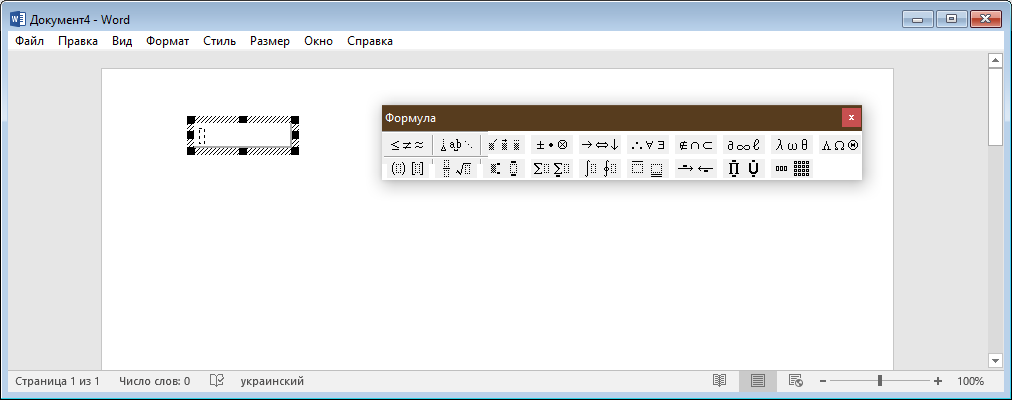 Документ4 - Word
Файл Правка Вид Формат Стиль Размер Окно Справка
Формула x
≤ ≠ ≈ ∆ ab ⋱ ± • ⊗ → ⇔ ↓ ∴ ∀ ∃ ∉ ∩ ⊂ ∂ ∞ ℓ λ ω θ Λ Ω Θ
( ) [ ] √ Σ Σ ∫ ∮ Π Ụ
Страница 1 из 1 Число слов: 0 украинский 100%